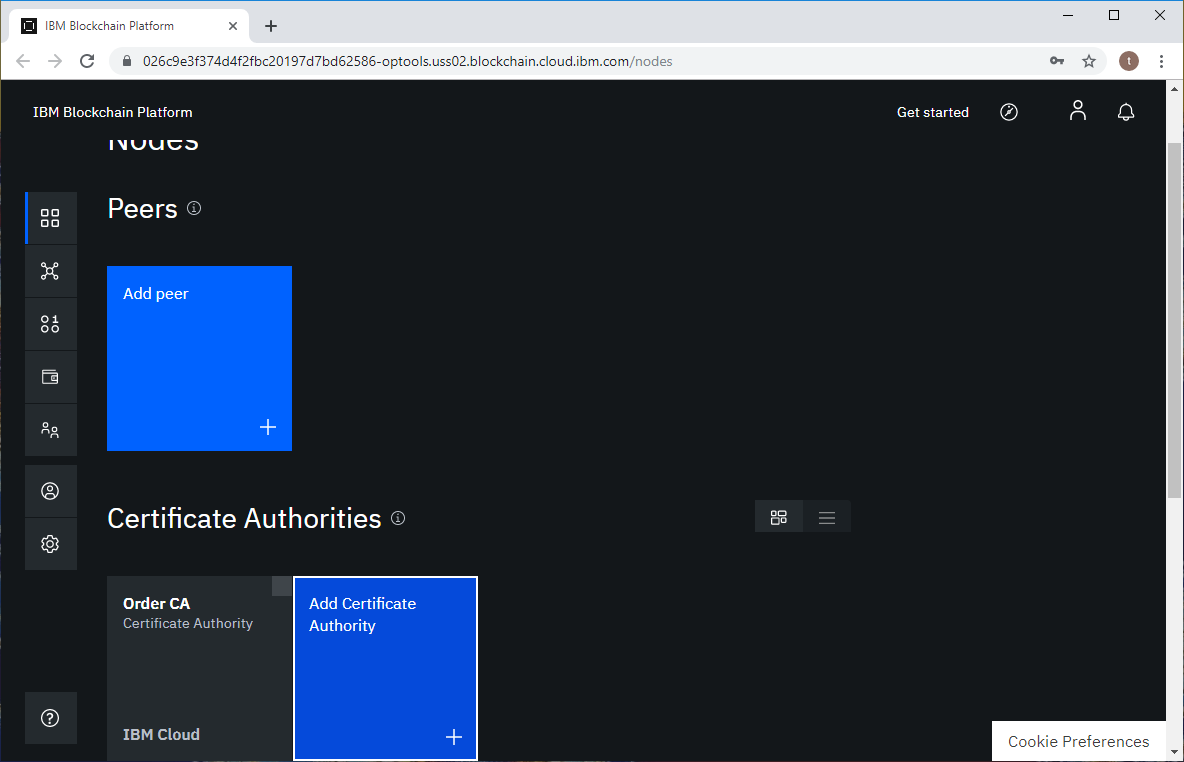 IBM Blockchain Platform
026c9e3f374d4f2fbc20197d7bd62586-optools.uss02.blockchain.cloud.ibm.com/nodes
t
IBM Blockchain Platform
Get started
Nodes
Peers
Add peer
Certificate Authorities
Order CA
Certificate Authority
IBM Cloud
Add Certificate
Authority
Cookie Preferences